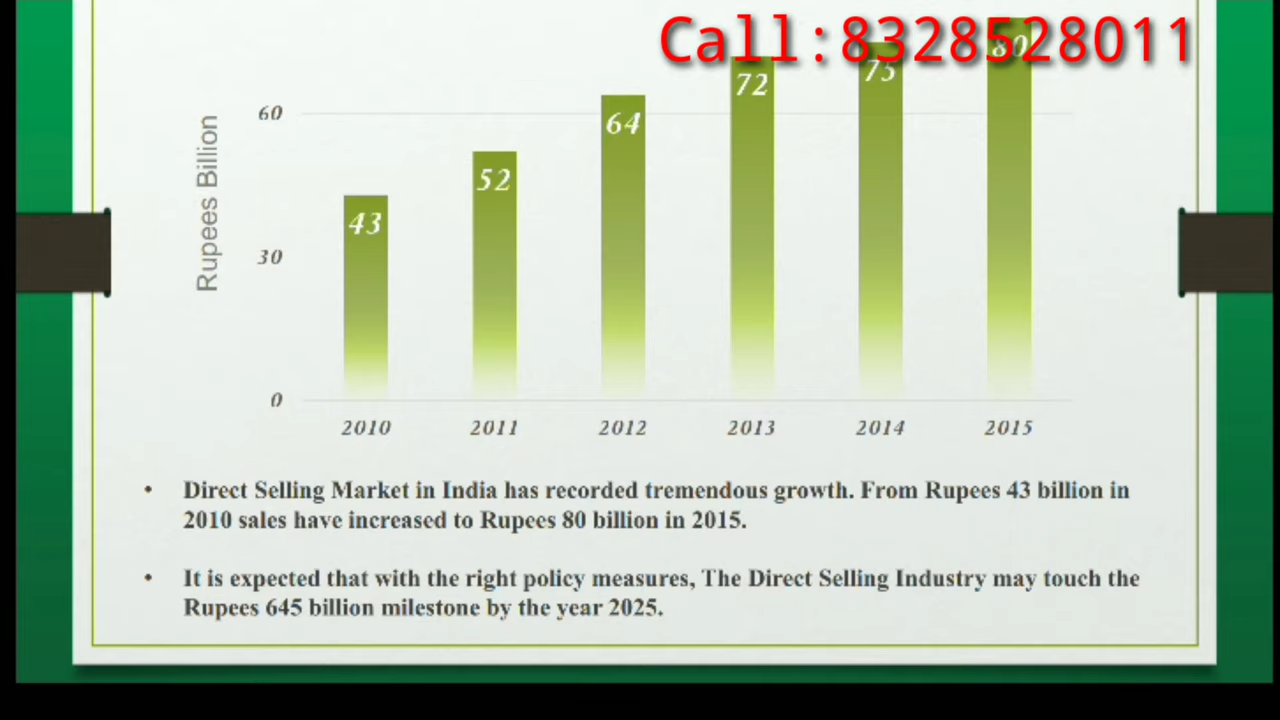 Call:8328528011
80
75
72
64
60
52
43
Rupees Billion
30
0
2010 2011 2012 2013 2014 2015
• Direct Selling Market in India has recorded tremendous growth. From Rupees 43 billion in
2010 sales have increased to Rupees 80 billion in 2015.
• It is expected that with the right policy measures, The Direct Selling Industry may touch the
Rupees 645 billion milestone by the year 2025.